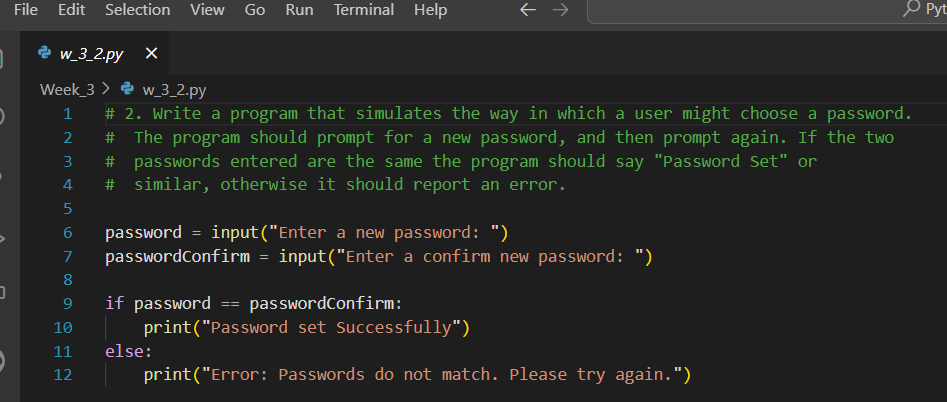 File Edit Selection View Go Run Terminal Help ← → Pyt
w_3_2.py ×
Week_3 > w_3_2.py
1 # 2. Write a program that simulates the way in which a user might choose a password.
2 #  The program should prompt for a new password, and then prompt again. If the two
3 #  passwords entered are the same the program should say "Password Set" or
4 #  similar, otherwise it should report an error.
5
6 password = input("Enter a new password: ")
7 passwordConfirm = input("Enter a confirm new password: ")
8
9 if password == passwordConfirm:
10     print("Password set Successfully")
11 else:
12     print("Error: Passwords do not match. Please try again.")